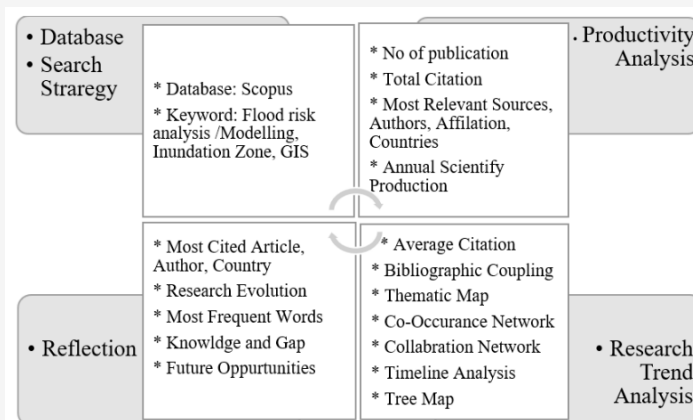 • Database
• Search
Straregy
* Database: Scopus
* Keyword: Flood risk
analysis /Modelling,
Inundation Zone, GIS
* No of publication
* Total Citation
* Most Relevant Sources,
Authors, Affilation,
Countries
* Annual Scientify
Production
• Productivity
Analysis
• Reflection
* Most Cited Article,
Author, Country
* Research Evolution
* Most Frequent Words
* Knowldge and Gap
* Future Oppurtunities
* Average Citation
* Bibliographic Coupling
* Thematic Map
* Co-Occurance Network
* Collabration Network
* Timeline Analysis
* Tree Map
• Research
Trend
Analysis